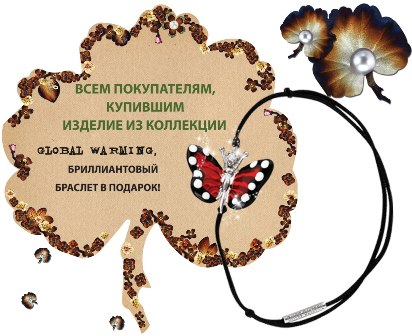 ВСЕМ ПОКУПАТЕЛЯМ,
КУПИВШИМ
ИЗДЕЛИЕ ИЗ КОЛЛЕКЦИИ
GLOBAL WARMING,
БРИЛЛИАНТОВЫЙ
БРАСЛЕТ В ПОДАРОК!